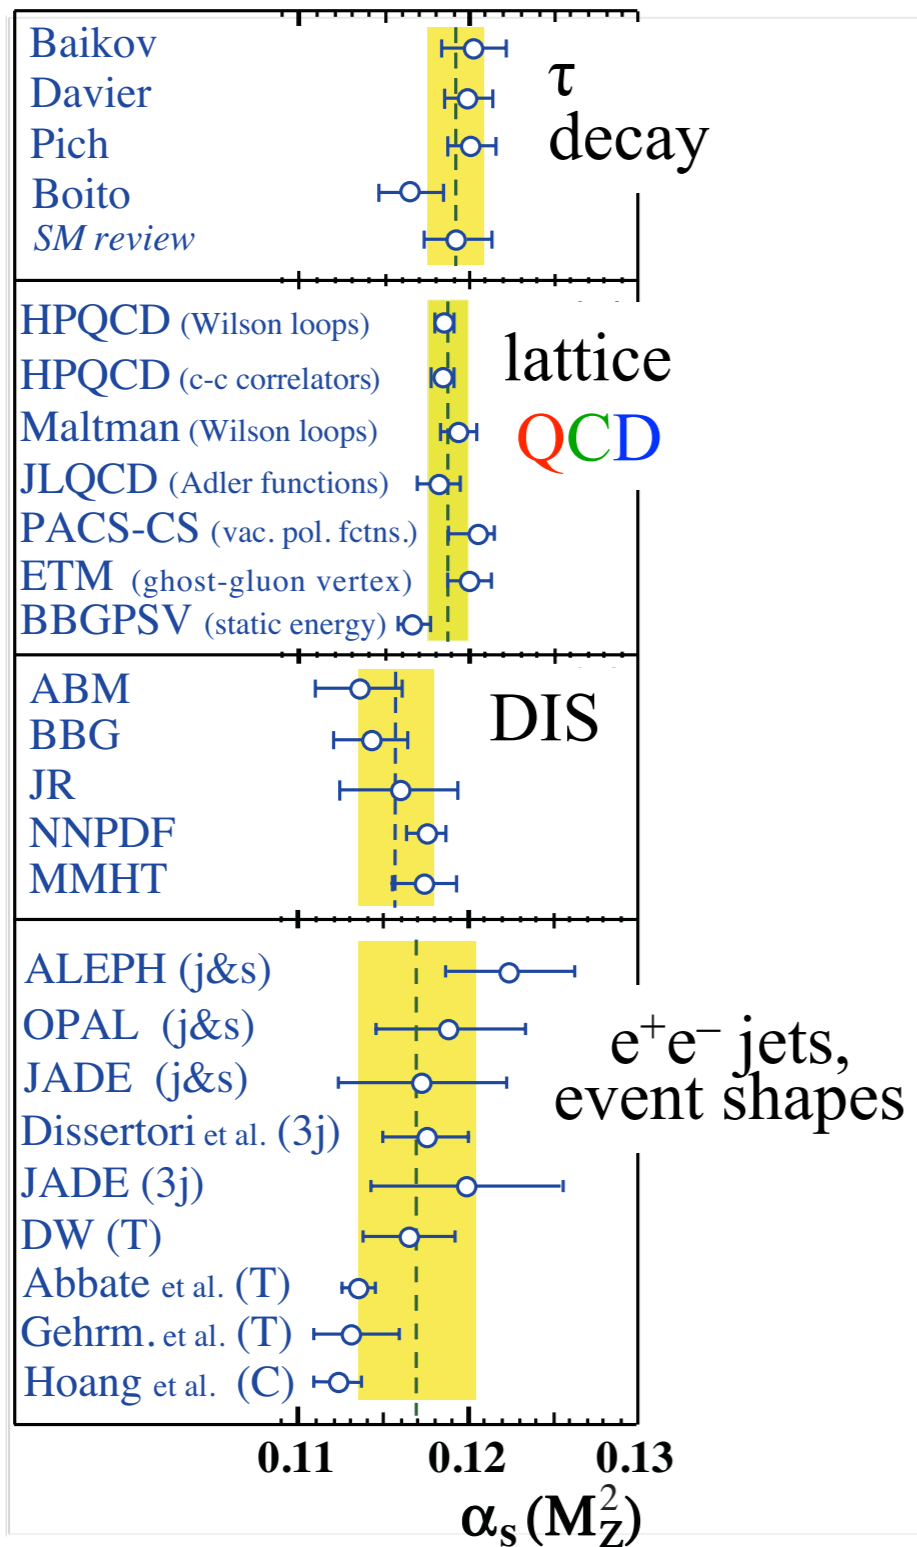 Baikov
Davier
Pich
Boito
SM review
τ
decay
HPQCD (Wilson loops)
HPQCD (c-c correlators)
Maltman (Wilson loops)
JLQCD (Adler functions)
PACS-CS (vac. pol. fctns.)
ETM (ghost-gluon vertex)
BBGPSV (static energy)
lattice
QCD
ABM
BBG
JR
NNPDF
MMHT
DIS
ALEPH (j&s)
OPAL (j&s)
JADE (j&s)
Dissertori et al. (3j)
JADE (3j)
DW (T)
Abbate et al. (T)
Gehrm. et al. (T)
Hoang et al. (C)
e⁺e⁻ jets,
event shapes
0.11 0.12 0.13
αₛ(M²_Z)